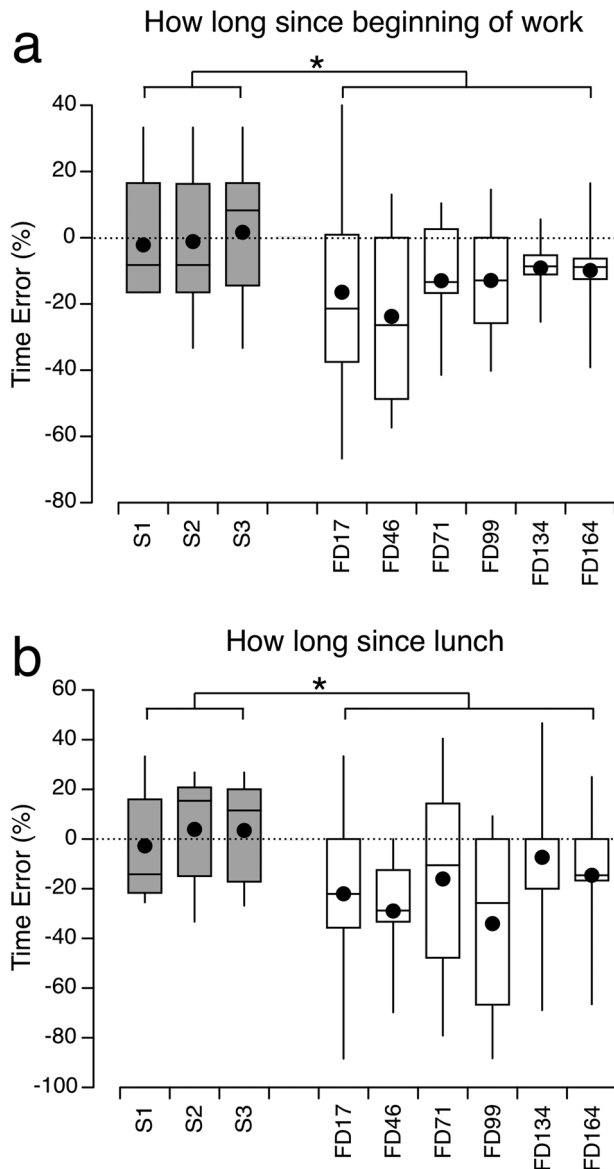 How long since beginning of work
a
*
40
20
0
-20
-40
-60
-80
Time Error (%)
S1
S2
S3
FD17
FD46
FD71
FD99
FD134
FD164
How long since lunch
b
*
60
40
20
0
-20
-40
-60
-80
-100
Time Error (%)
S1
S2
S3
FD17
FD46
FD71
FD99
FD134
FD164